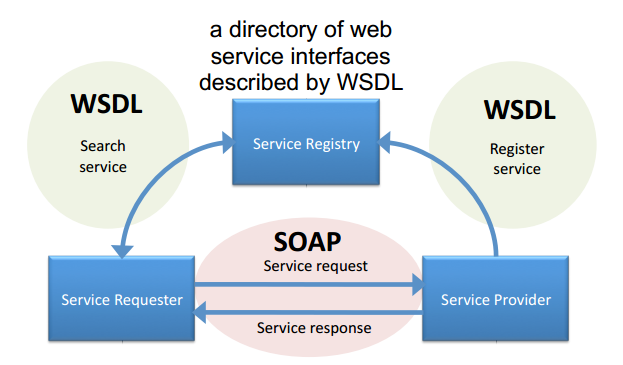 a directory of web
service interfaces
described by WSDL
WSDL
Search
service
Service Registry
WSDL
Register
service
SOAP
Service request
Service Requester
Service Provider
Service response